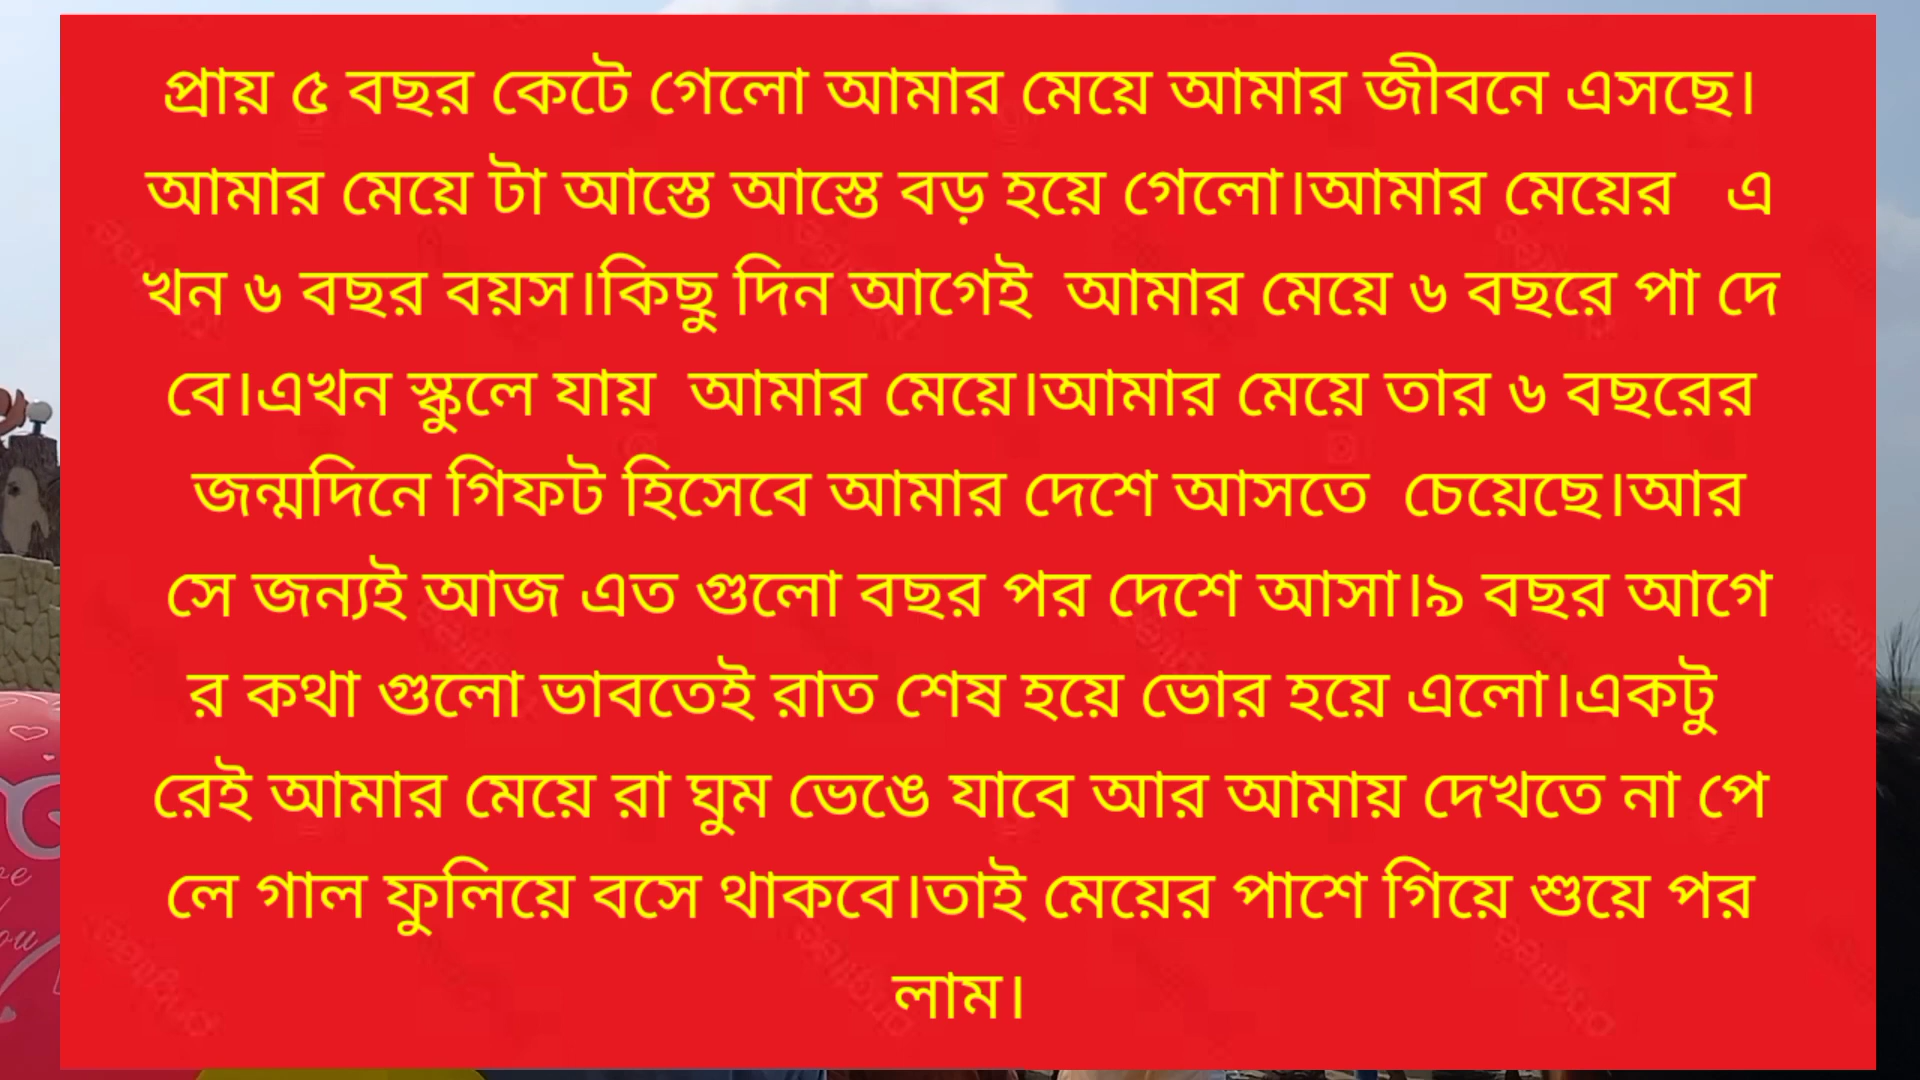 প্রায় ৫ বছর কেটে গেলো আমার মেয়ে আমার জীবনে এসছে।
আমার মেয়ে টা আস্তে আস্তে বড় হয়ে গেলো।আমার মেয়ের এ
খন ৬ বছর বয়স।কিছু দিন আগেই আমার মেয়ে ৬ বছরে পা দে
বে।এখন স্কুলে যায় আমার মেয়ে।আমার মেয়ে তার ৬ বছরের
জন্মদিনে গিফট হিসেবে আমার দেশে আসতে চেয়েছে।আর
সে জন্যই আজ এত গুলো বছর পর দেশে আসা।৯ বছর আগে
র কথা গুলো ভাবতেই রাত শেষ হয়ে ভোর হয়ে এলো।একটু
রেই আমার মেয়ে রা ঘুম ভেঙে যাবে আর আমায় দেখতে না পে
লে গাল ফুলিয়ে বসে থাকবে।তাই মেয়ের পাশে গিয়ে শুয়ে পর
লাম।